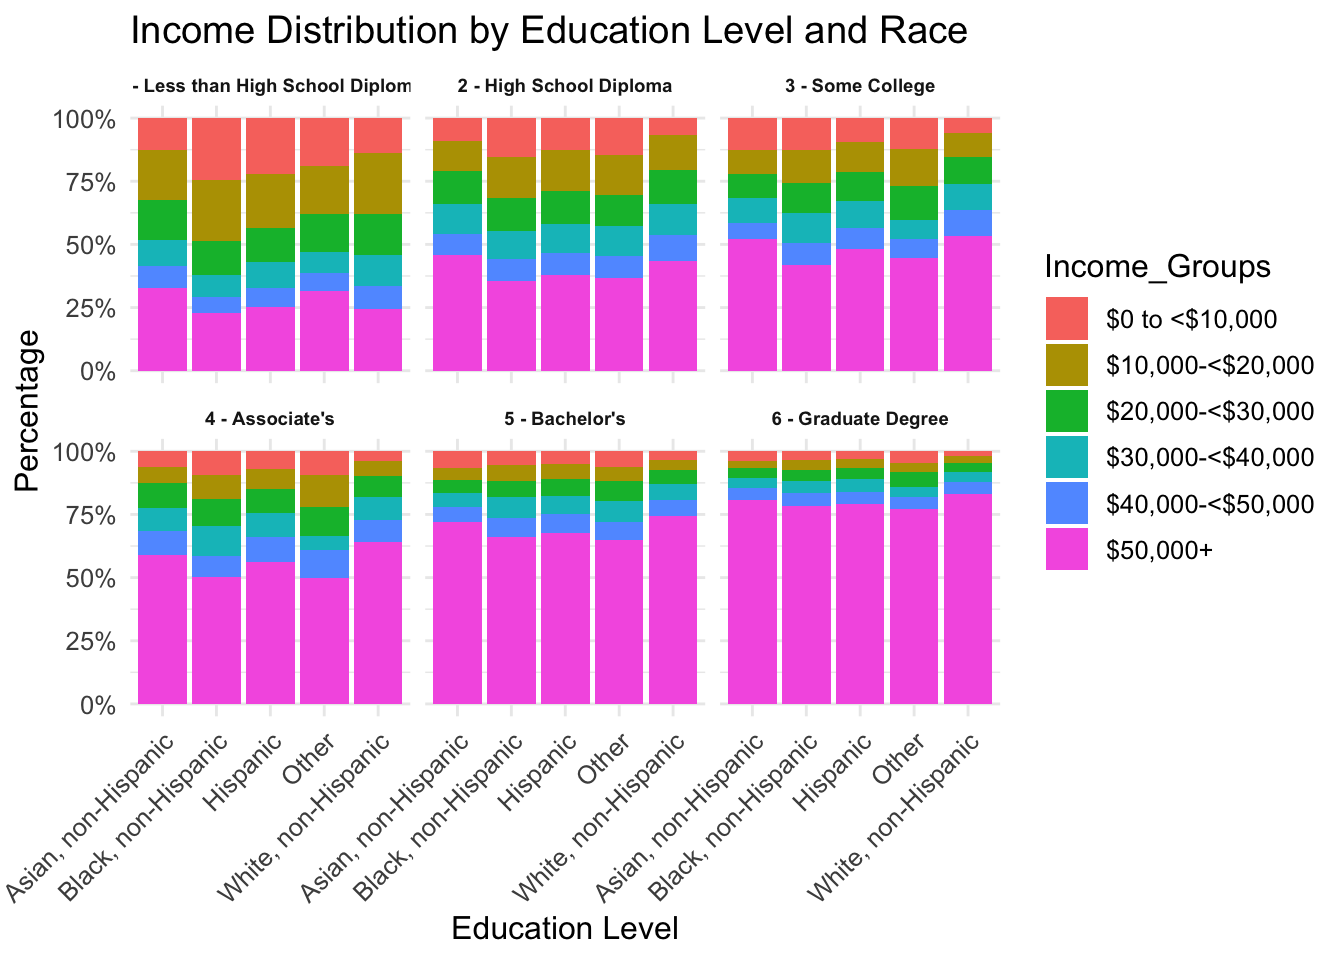 Income Distribution by Education Level and Race
- Less than High School Diplom
2 - High School Diploma
3 - Some College
100%
75%
50%
25%
0%
4 - Associate's
5 - Bachelor's
6 - Graduate Degree
100%
75%
50%
25%
0%
Percentage
Asian, non-Hispanic
Black, non-Hispanic
Hispanic
Other
White, non-Hispanic
Asian, non-Hispanic
Black, non-Hispanic
Hispanic
Other
White, non-Hispanic
Asian, non-Hispanic
Black, non-Hispanic
Hispanic
Other
White, non-Hispanic
Education Level
Income_Groups
$0 to <$10,000
$10,000-<$20,000
$20,000-<$30,000
$30,000-<$40,000
$40,000-<$50,000
$50,000+